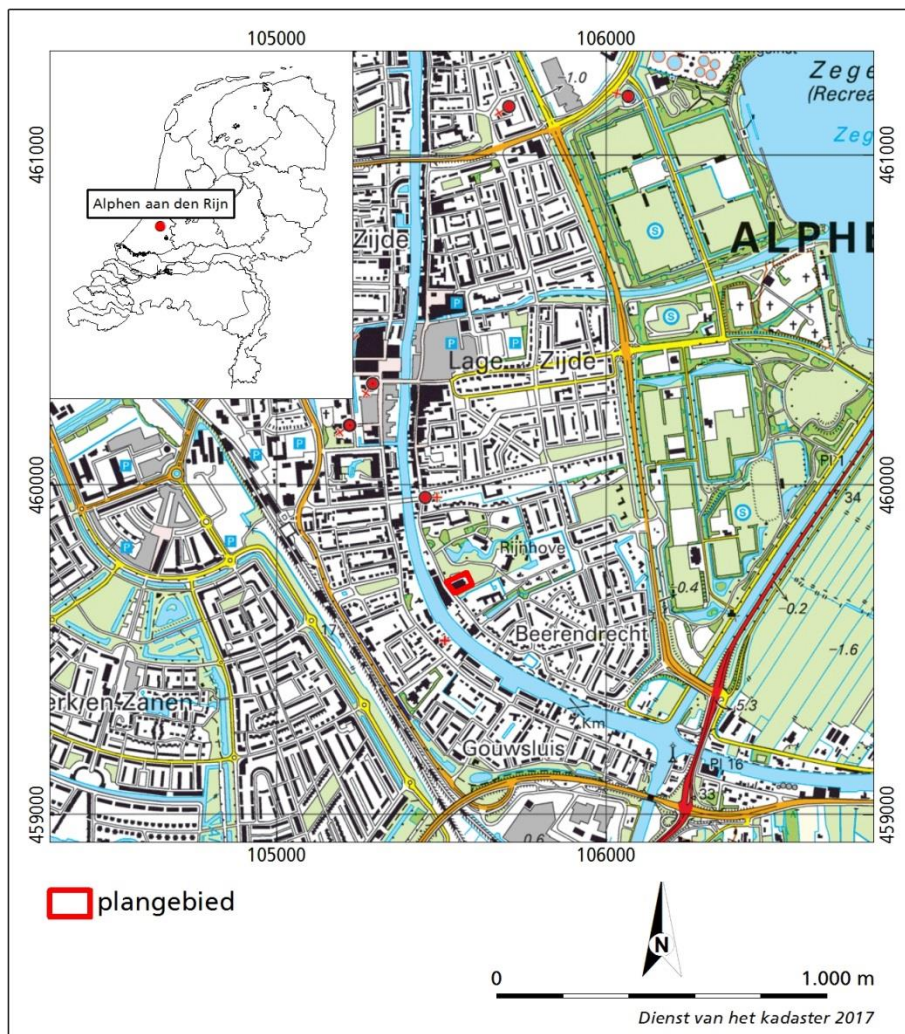 105000
106000
461000
461000
460000
460000
459000
459000
-1.0
Zege
(Recrea
Zeg
Alphen aan den Rijn
Zijde
ALPHE
S
P
S
P
Lage Zijde
P
P
P
P
P
P
Pl 1
34
S
Rijnhove
-0.4
-0.2
17
Beerendrecht
-1.6
erk en Zanen
5.3
Km
Gouwsluis
Pl 16
33
0.6
105000
106000
plangebied
N
0
1.000 m
Dienst van het kadaster 2017